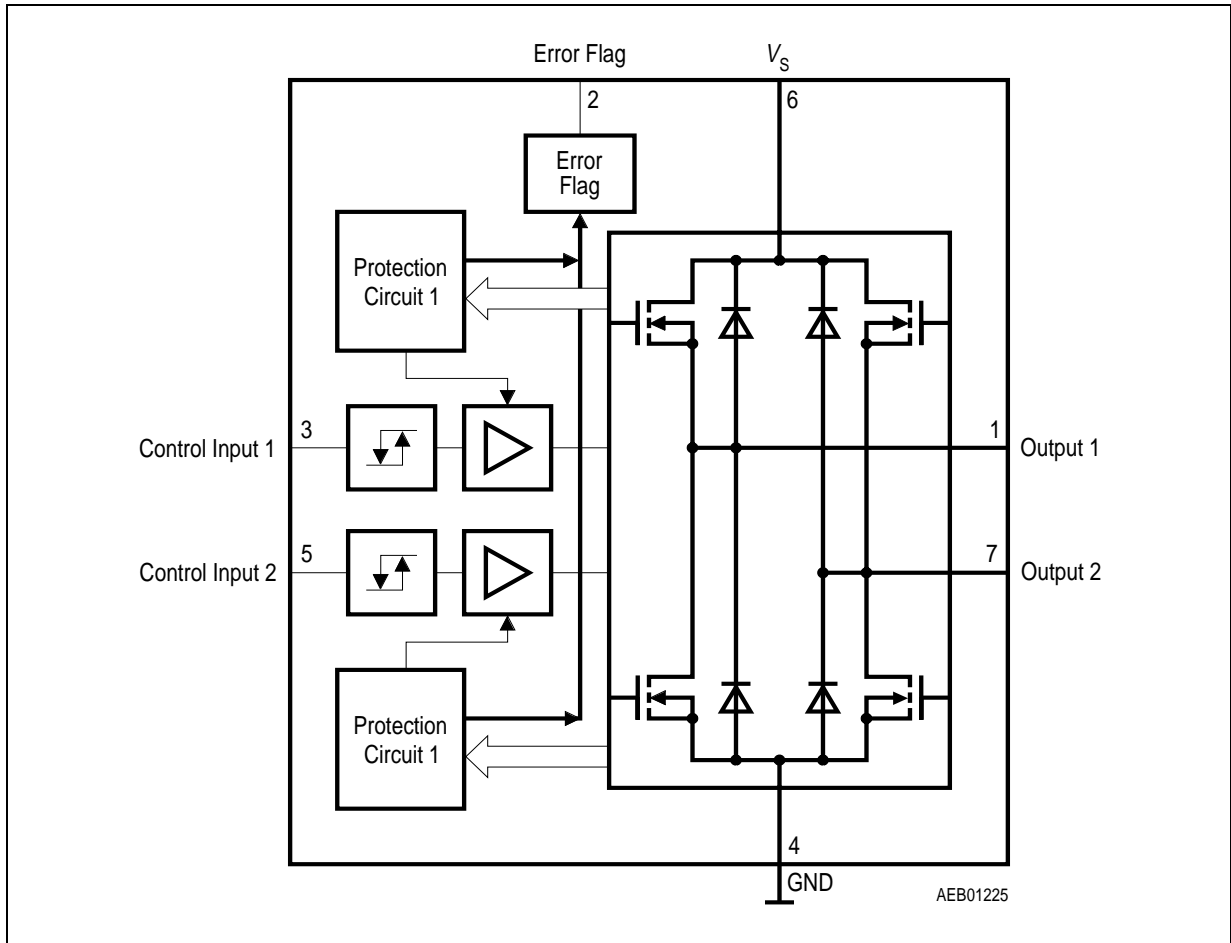 Error Flag
V_S
2
6
Error
Flag
Protection
Circuit 1
Control Input 1
3
1
Output 1
Control Input 2
5
7
Output 2
Protection
Circuit 1
4
GND
AEB01225